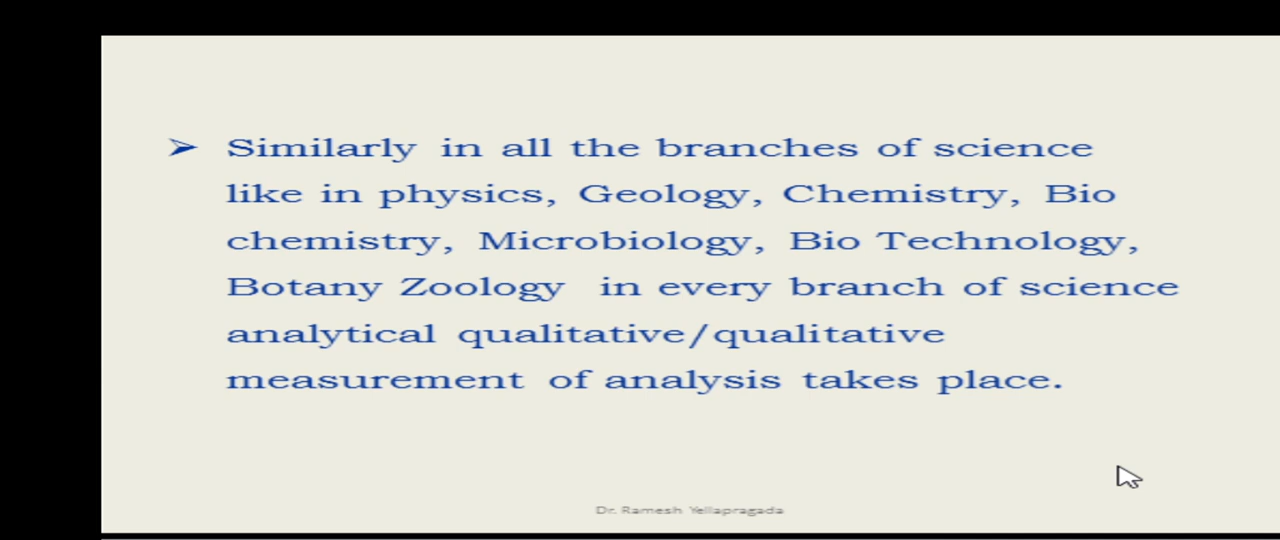 ➢ Similarly in all the branches of science
like in physics, Geology, Chemistry, Bio
chemistry, Microbiology, Bio Technology,
Botany Zoology in every branch of science
analytical qualitative/qualitative
measurement of analysis takes place.
Dr. Ramesh Yellapragada